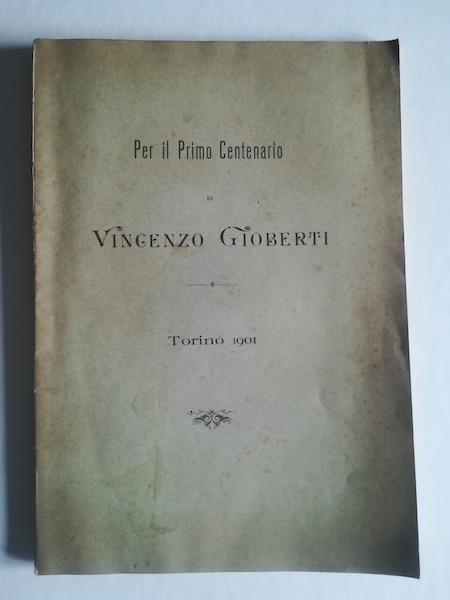 Per il Primo Centenario
DI
VINCENZO GIOBERTI
Torino 1901